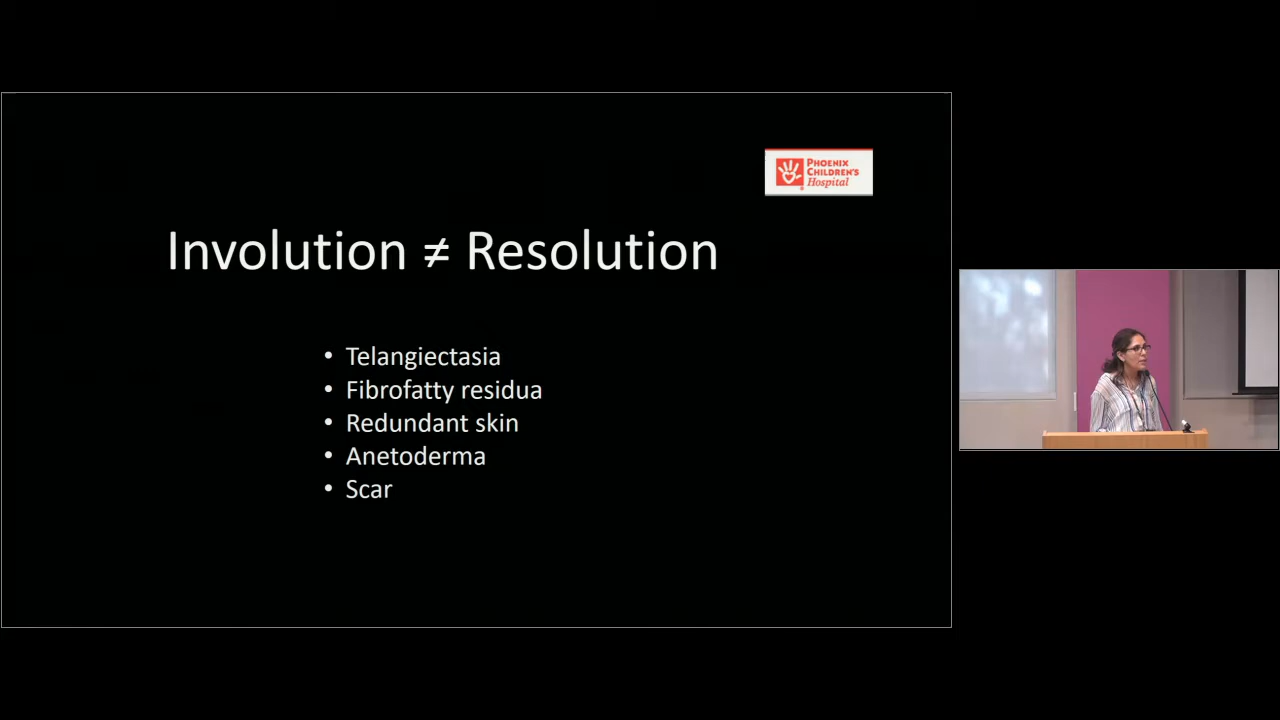 PHOENIX
CHILDREN'S
Hospital
Involution ≠ Resolution
• Telangiectasia
• Fibrofatty residua
• Redundant skin
• Anetoderma
• Scar